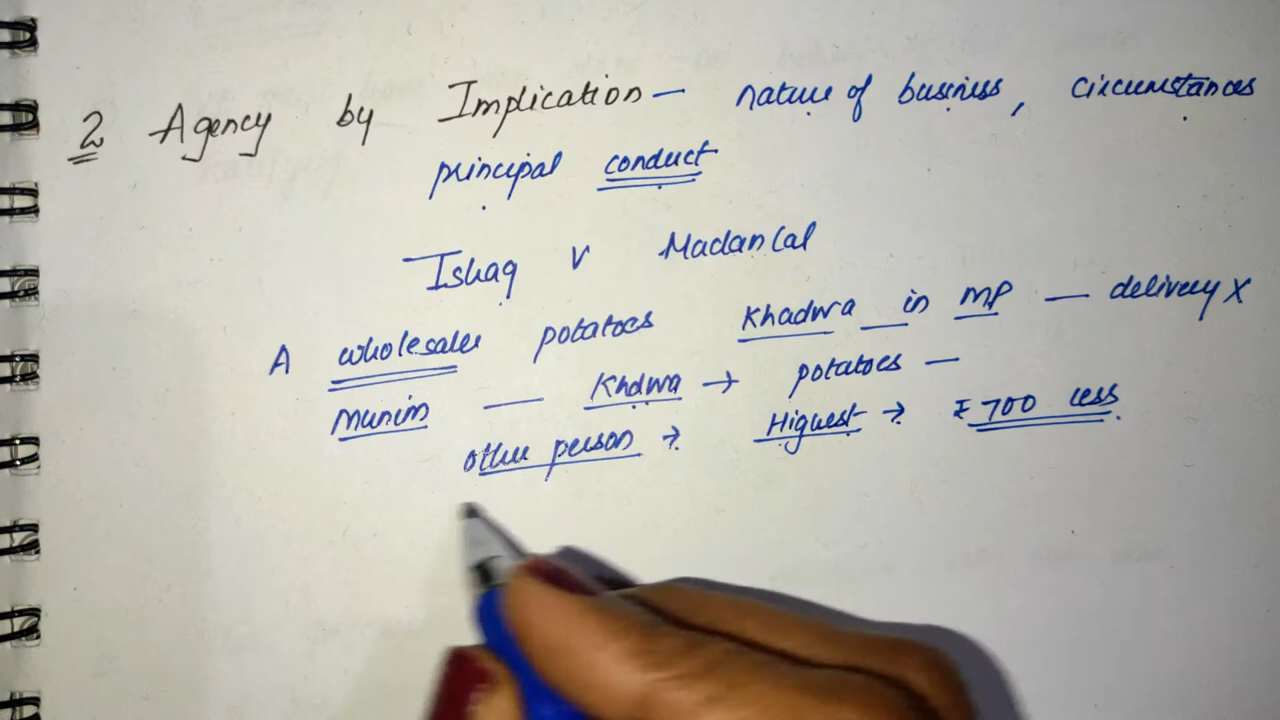 2 Agency by Implication — nature of business, circumstances
principal conduct
Ishaq v Madanlal
A wholesaler potatoes Khadwa — in MP — delivery X
Munim — Khdwa → potatoes —
other person → Highest → ₹700 less